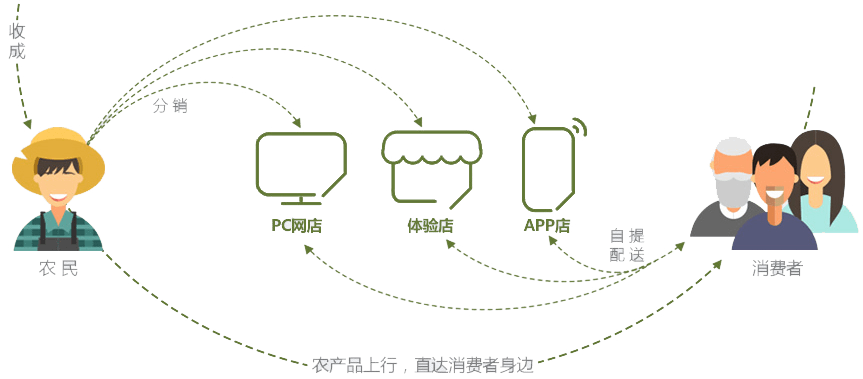 收
成
分 销
PC网店
体验店
APP店
自 提
配 送
农 民
消费者
农产品上行，直达消费者身边